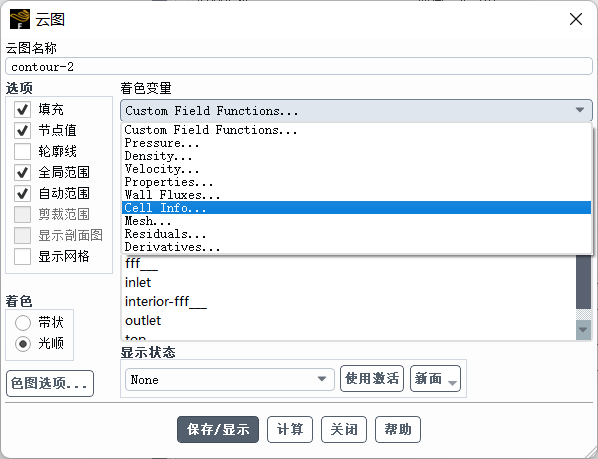 云图
云图名称
contour-2
选项
填充
节点值
轮廓线
全局范围
自动范围
剪裁范围
显示剖面图
显示网格
着色
带状
光顺
色图选项...
着色变量
Custom Field Functions...
Custom Field Functions...
Pressure...
Density...
Velocity...
Properties...
Wall Fluxes...
Cell Info...
Mesh...
Residuals...
Derivatives...
fff___
inlet
interior-fff___
outlet
显示状态
None
使用激活
新面
保存/显示
计算
关闭
帮助